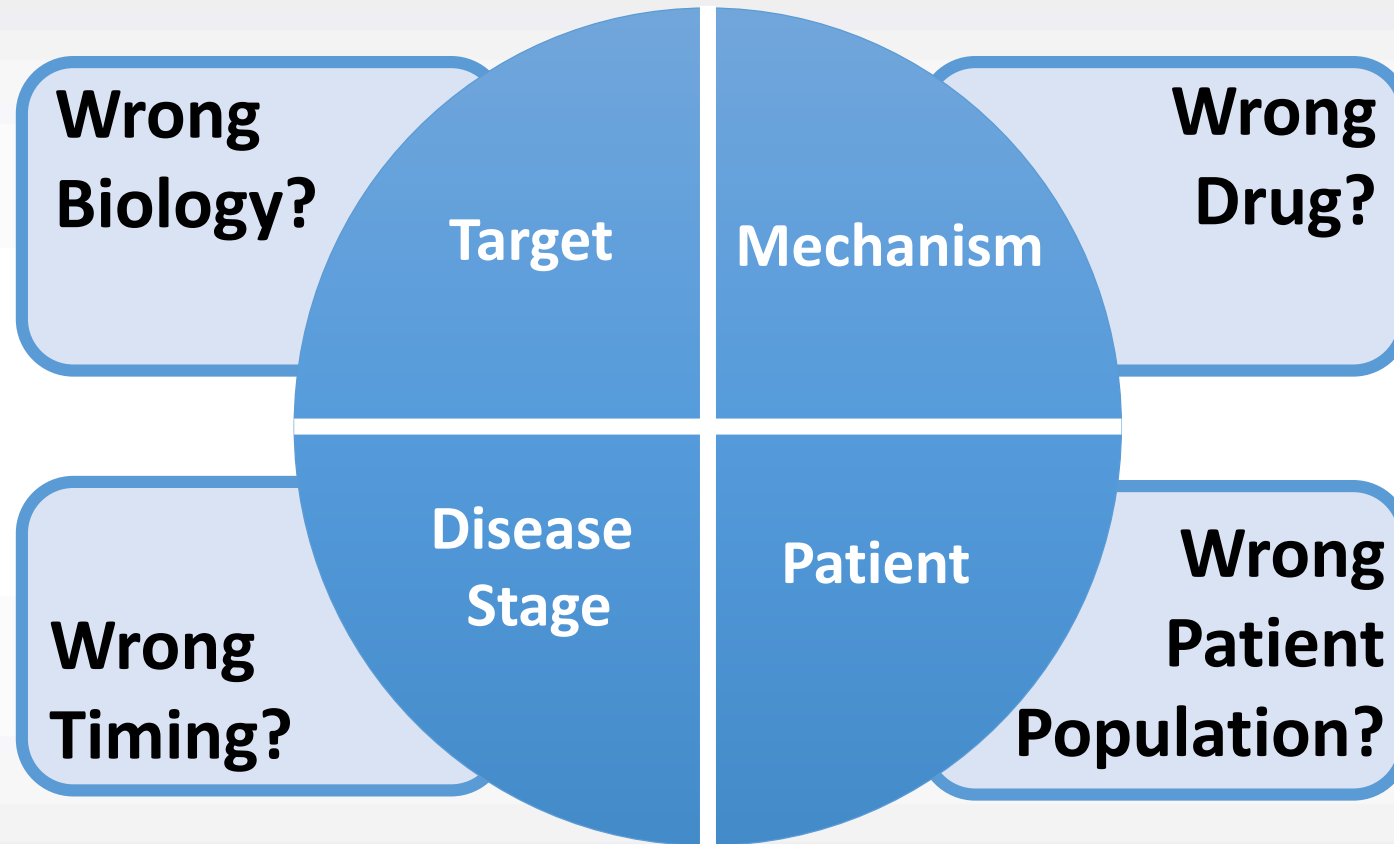 Wrong
Biology?
Target
Mechanism
Wrong
Drug?
Wrong
Timing?
Disease
Stage
Patient
Wrong
Patient
Population?